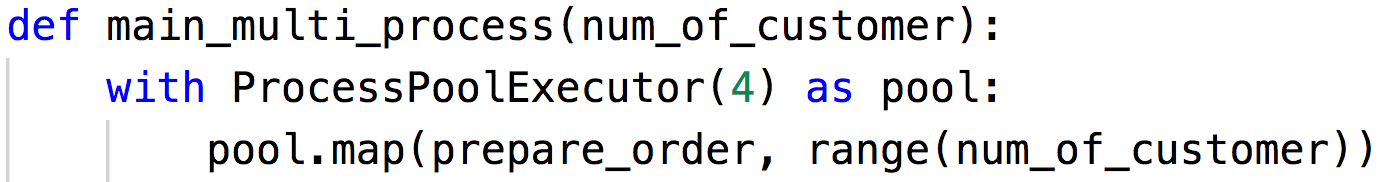 def main_multi_process(num_of_customer):
    with ProcessPoolExecutor(4) as pool:
        pool.map(prepare_order, range(num_of_customer))